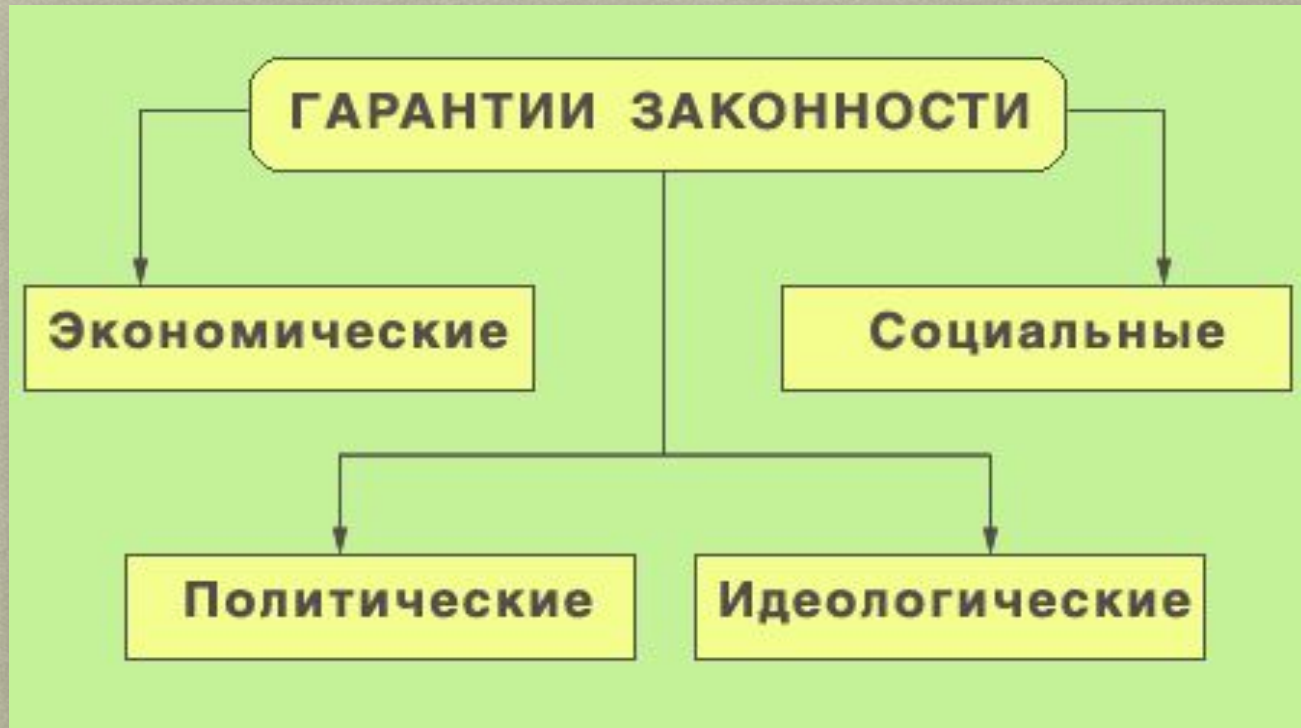 ГАРАНТИИ ЗАКОННОСТИ
Экономические
Социальные
Политические
Идеологические